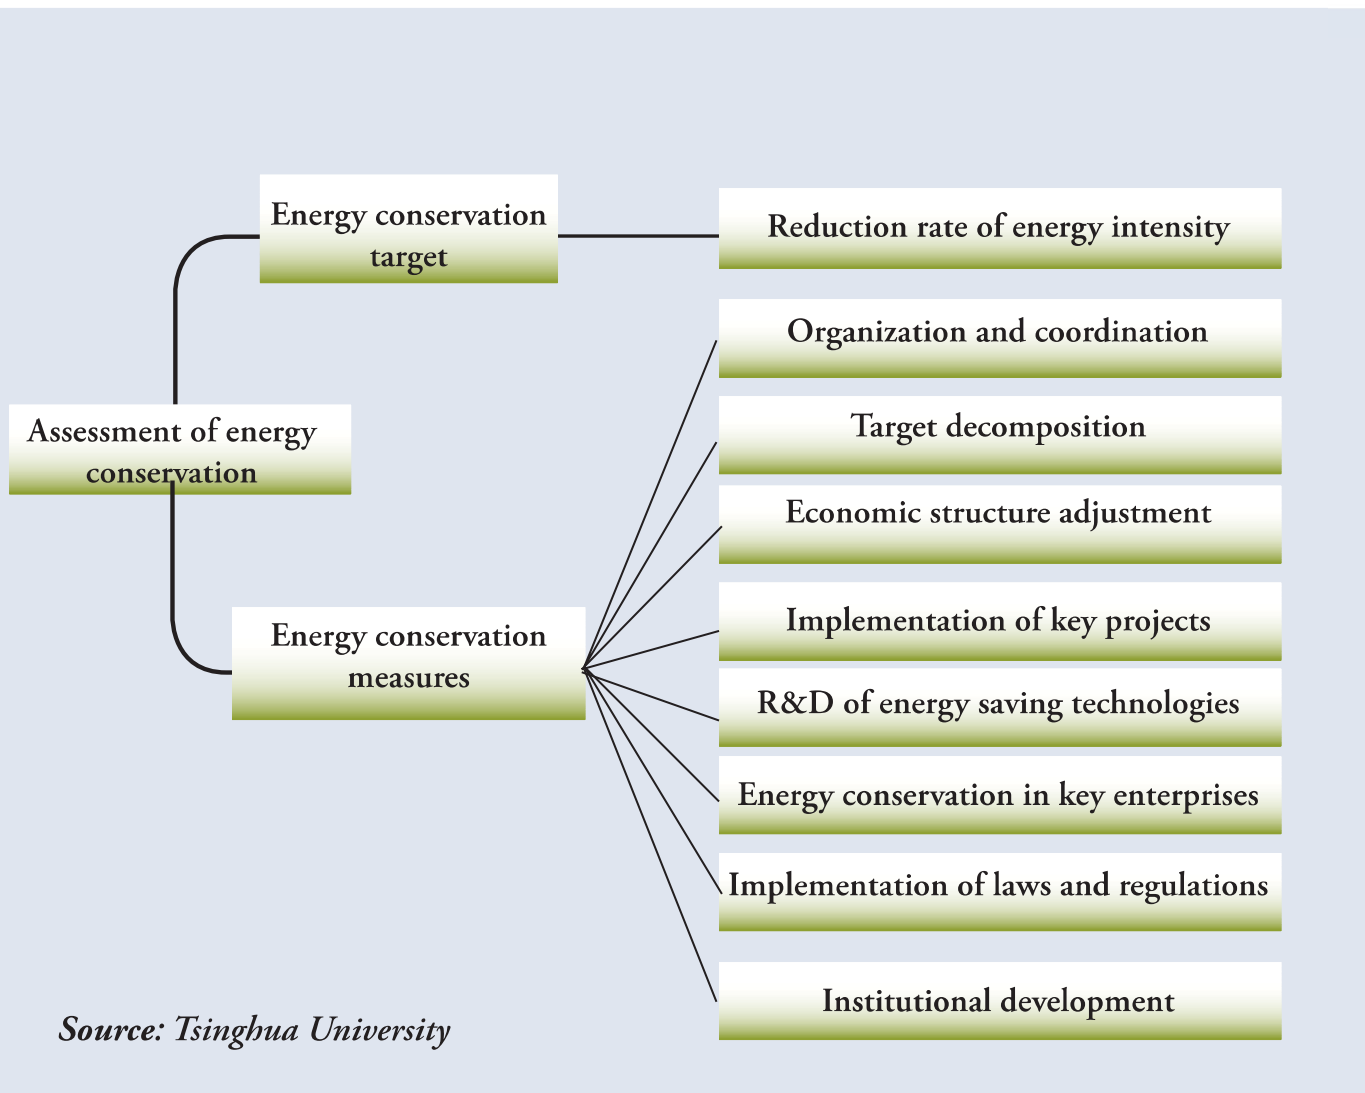 Energy conservation
target
Reduction rate of energy intensity
Organization and coordination
Target decomposition
Assessment of energy
conservation
Economic structure adjustment
Energy conservation
measures
Implementation of key projects
R&D of energy saving technologies
Energy conservation in key enterprises
Implementation of laws and regulations
Institutional development
Source: Tsinghua University